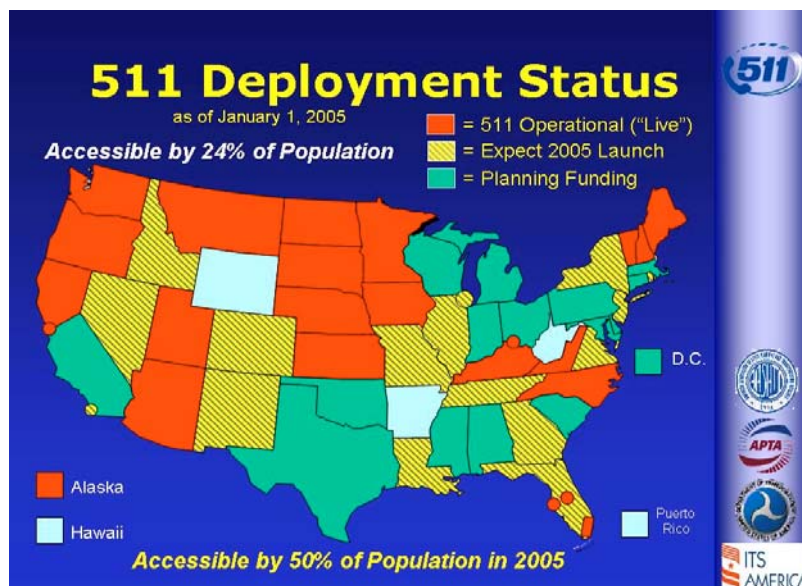 511 Deployment Status
as of January 1, 2005
Accessible by 24% of Population
= 511 Operational ("Live")
= Expect 2005 Launch
= Planning Funding
511
D.C.
APTA
Alaska
Hawaii
Puerto
Rico
Accessible by 50% of Population in 2005
ITS
AMERICA